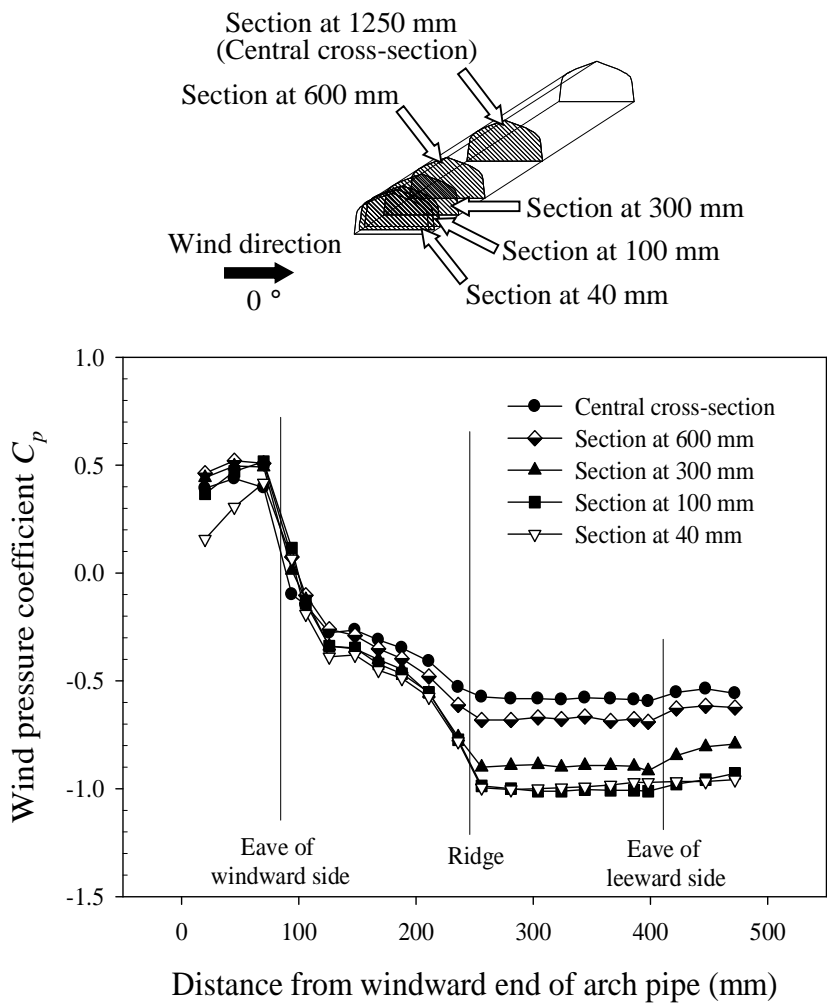 Section at 1250 mm
(Central cross-section)
Section at 600 mm
Section at 300 mm
Wind direction
Section at 100 mm
0 °
Section at 40 mm
Wind pressure coefficient Cp
1.0
0.5
0.0
-0.5
-1.0
-1.5
Central cross-section
Section at 600 mm
Section at 300 mm
Section at 100 mm
Section at 40 mm
Eave of
windward side
Ridge
Eave of
leeward side
0
100
200
300
400
500
Distance from windward end of arch pipe (mm)